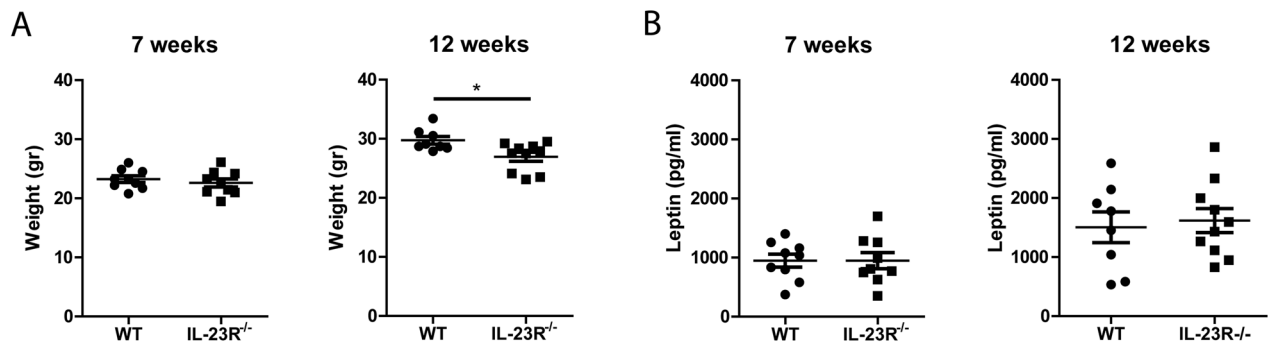 A
7 weeks
Weight (gr)
40
30
20
10
0
WT
IL-23R-/-
12 weeks
*
Weight (gr)
40
30
20
10
0
WT
IL-23R-/-
B
7 weeks
Leptin (pg/ml)
4000
3000
2000
1000
0
WT
IL-23R-/-
12 weeks
Leptin (pg/ml)
4000
3000
2000
1000
0
WT
IL-23R-/-